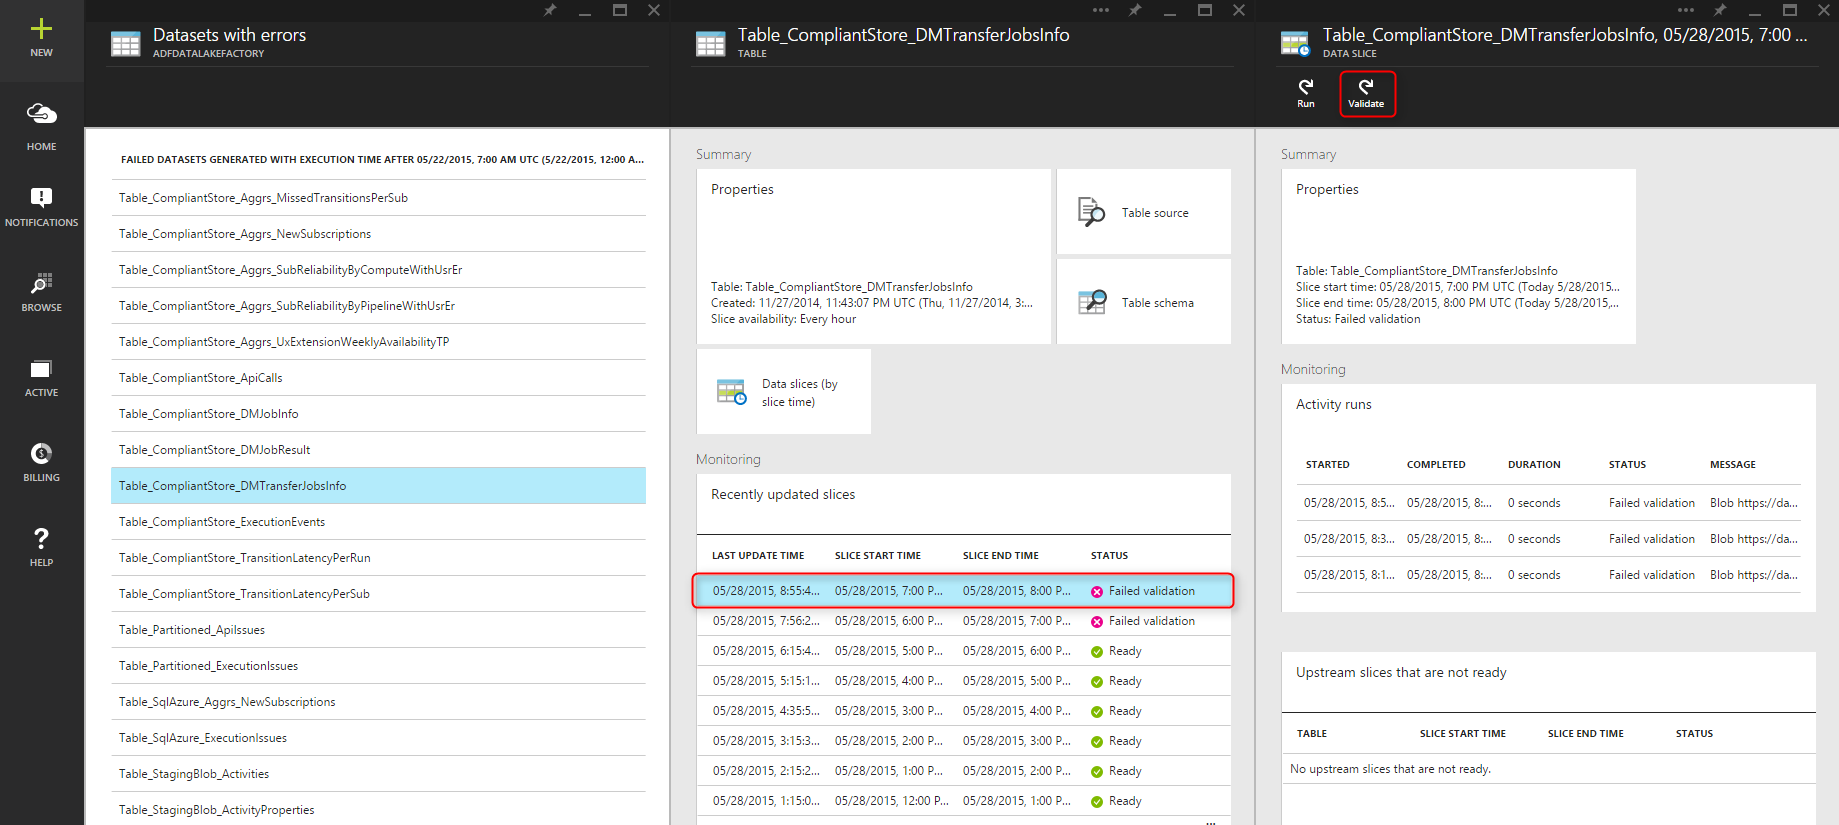 NEW
HOME
NOTIFICATIONS
BROWSE
ACTIVE
BILLING
HELP
Datasets with errors
ADFDATALAKEFACTORY
FAILED DATASETS GENERATED WITH EXECUTION TIME AFTER 05/22/2015, 7:00 AM UTC (5/22/2015, 12:00 A...
Table_CompliantStore_Aggrs_MissedTransitionsPerSub
Table_CompliantStore_Aggrs_NewSubscriptions
Table_CompliantStore_Aggrs_SubReliabilityByComputeWithUsrEr
Table_CompliantStore_Aggrs_SubReliabilityByPipelineWithUsrEr
Table_CompliantStore_Aggrs_UxExtensionWeeklyAvailabilityTP
Table_CompliantStore_ApiCalls
Table_CompliantStore_DMJobInfo
Table_CompliantStore_DMJobResult
Table_CompliantStore_DMTransferJobsInfo
Table_CompliantStore_ExecutionEvents
Table_CompliantStore_TransitionLatencyPerRun
Table_CompliantStore_TransitionLatencyPerSub
Table_Partitioned_ApiIssues
Table_Partitioned_ExecutionIssues
Table_SqlAzure_Aggrs_NewSubscriptions
Table_SqlAzure_ExecutionIssues
Table_StagingBlob_Activities
Table_StagingBlob_ActivityProperties
Table_CompliantStore_DMTransferJobsInfo
TABLE
Summary
Properties
Table: Table_CompliantStore_DMTransferJobsInfo
Created: 11/27/2014, 11:43:07 PM UTC (Thu, 11/27/2014, 3:...
Slice availability: Every hour
Table source
Table schema
Data slices (by
slice time)
Monitoring
Recently updated slices
LAST UPDATE TIME SLICE START TIME SLICE END TIME STATUS
05/28/2015, 8:55:4... 05/28/2015, 7:00 P... 05/28/2015, 8:00 P... Failed validation
05/28/2015, 7:56:2... 05/28/2015, 6:00 P... 05/28/2015, 7:00 P... Failed validation
05/28/2015, 6:15:4... 05/28/2015, 5:00 P... 05/28/2015, 6:00 P... Ready
05/28/2015, 5:15:1... 05/28/2015, 4:00 P... 05/28/2015, 5:00 P... Ready
05/28/2015, 4:35:5... 05/28/2015, 3:00 P... 05/28/2015, 4:00 P... Ready
05/28/2015, 3:15:3... 05/28/2015, 2:00 P... 05/28/2015, 3:00 P... Ready
05/28/2015, 2:15:2... 05/28/2015, 1:00 P... 05/28/2015, 2:00 P... Ready
05/28/2015, 1:15:0... 05/28/2015, 12:00 P... 05/28/2015, 1:00 P... Ready
Table_CompliantStore_DMTransferJobsInfo, 05/28/2015, 7:00 ...
DATA SLICE
Run Validate
Summary
Properties
Table: Table_CompliantStore_DMTransferJobsInfo
Slice start time: 05/28/2015, 7:00 PM UTC (Today 5/28/2015...
Slice end time: 05/28/2015, 8:00 PM UTC (Today 5/28/2015,...
Status: Failed validation
Monitoring
Activity runs
STARTED COMPLETED DURATION STATUS MESSAGE
05/28/2015, 8:5... 05/28/2015, 8:... 0 seconds Failed validation Blob https://da...
05/28/2015, 8:3... 05/28/2015, 8:... 0 seconds Failed validation Blob https://da...
05/28/2015, 8:1... 05/28/2015, 8:... 0 seconds Failed validation Blob https://da...
Upstream slices that are not ready
TABLE SLICE START TIME SLICE END TIME STATUS
No upstream slices that are not ready.